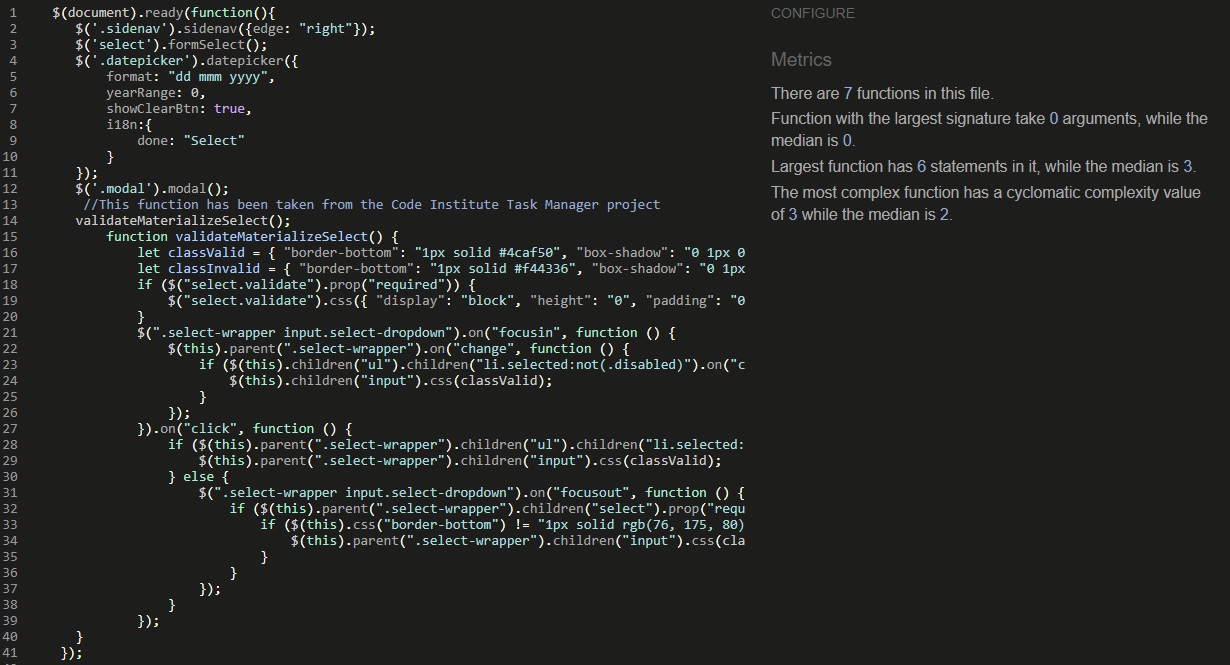 1 $(document).ready(function(){
2 $('.sidenav').sidenav({edge: "right"});
3 $('select').formSelect();
4 $('.datepicker').datepicker({
5 format: "dd mmm yyyy",
6 yearRange: 0,
7 showClearBtn: true,
8 i18n:{
9 done: "Select"
10 }
11 });
12 $('.modal').modal();
13 //This function has been taken from the Code Institute Task Manager project
14 validateMaterializeSelect();
15 function validateMaterializeSelect() {
16 let classValid = { "border-bottom": "1px solid #4caf50", "box-shadow": "0 1px 0
17 let classInvalid = { "border-bottom": "1px solid #f44336", "box-shadow": "0 1px
18 if ($("select.validate").prop("required")) {
19 $("select.validate").css({ "display": "block", "height": "0", "padding": "0
20 }
21 $(".select-wrapper input.select-dropdown").on("focusin", function () {
22 $(this).parent(".select-wrapper").on("change", function () {
23 if ($(this).children("ul").children("li.selected:not(.disabled)").on("c
24 $(this).children("input").css(classValid);
25 }
26 });
27 }).on("click", function () {
28 if ($(this).parent(".select-wrapper").children("ul").children("li.selected:
29 $(this).parent(".select-wrapper").children("input").css(classValid);
30 } else {
31 $(".select-wrapper input.select-dropdown").on("focusout", function () {
32 if ($(this).parent(".select-wrapper").children("select").prop("requ
33 if ($(this).css("border-bottom") != "1px solid rgb(76, 175, 80)
34 $(this).parent(".select-wrapper").children("input").css(cla
35 }
36 }
37 });
38 }
39 });
40 }
41 });
CONFIGURE
Metrics
There are 7 functions in this file.
Function with the largest signature take 0 arguments, while the
median is 0.
Largest function has 6 statements in it, while the median is 3.
The most complex function has a cyclomatic complexity value
of 3 while the median is 2.